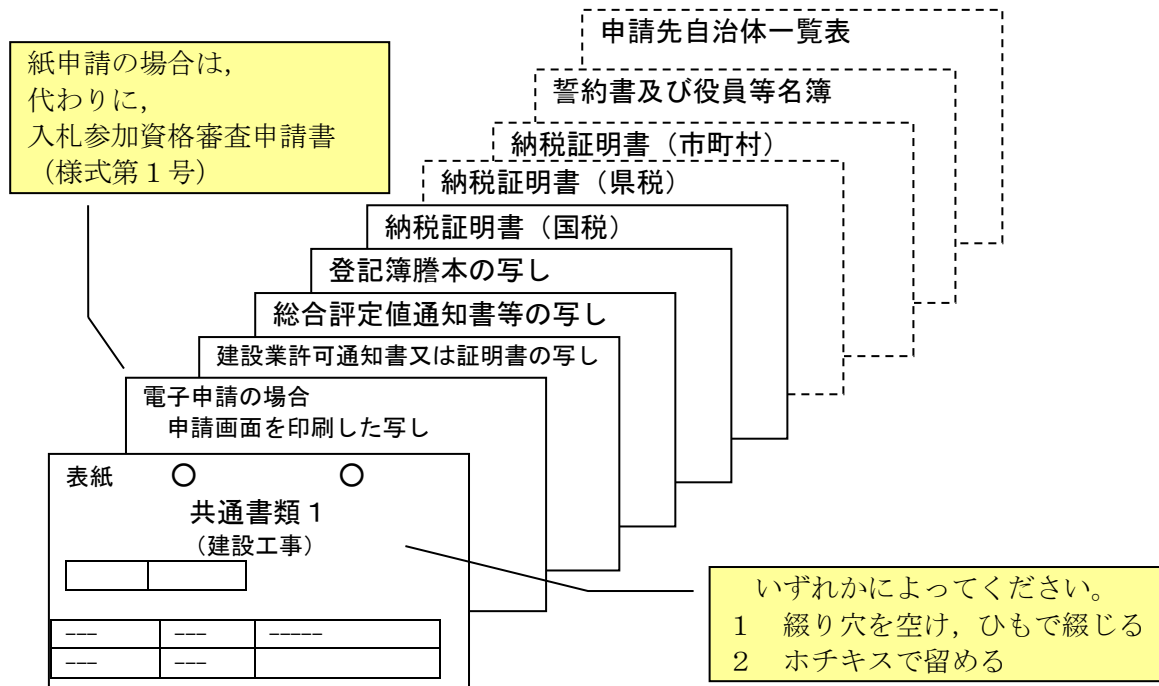 申請先自治体一覧表
誓約書及び役員等名簿
納税証明書（市町村）
納税証明書（県税）
納税証明書（国税）
登記簿謄本の写し
総合評定値通知書等の写し
建設業許可通知書又は証明書の写し
電子申請の場合
申請画面を印刷した写し
表紙
共通書類１
（建設工事）
--- --- -----
--- ---
紙申請の場合は，
代わりに，
入札参加資格審査申請書
（様式第１号）
いずれかによってください。
１　綴り穴を空け，ひもで綴じる
２　ホチキスで留める